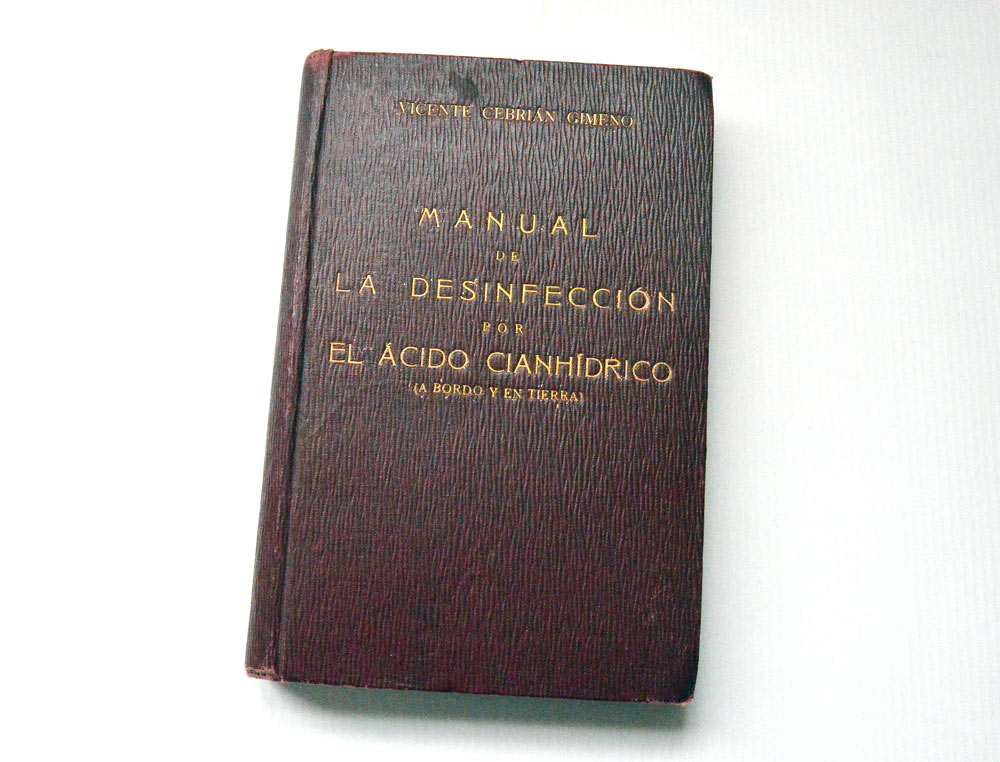 VICENTE CEBRIÁN GIMENO
MANUAL
DE
LA DESINFECCIÓN
POR
EL ÁCIDO CIANHÍDRICO
(A BORDO Y EN TIERRA)